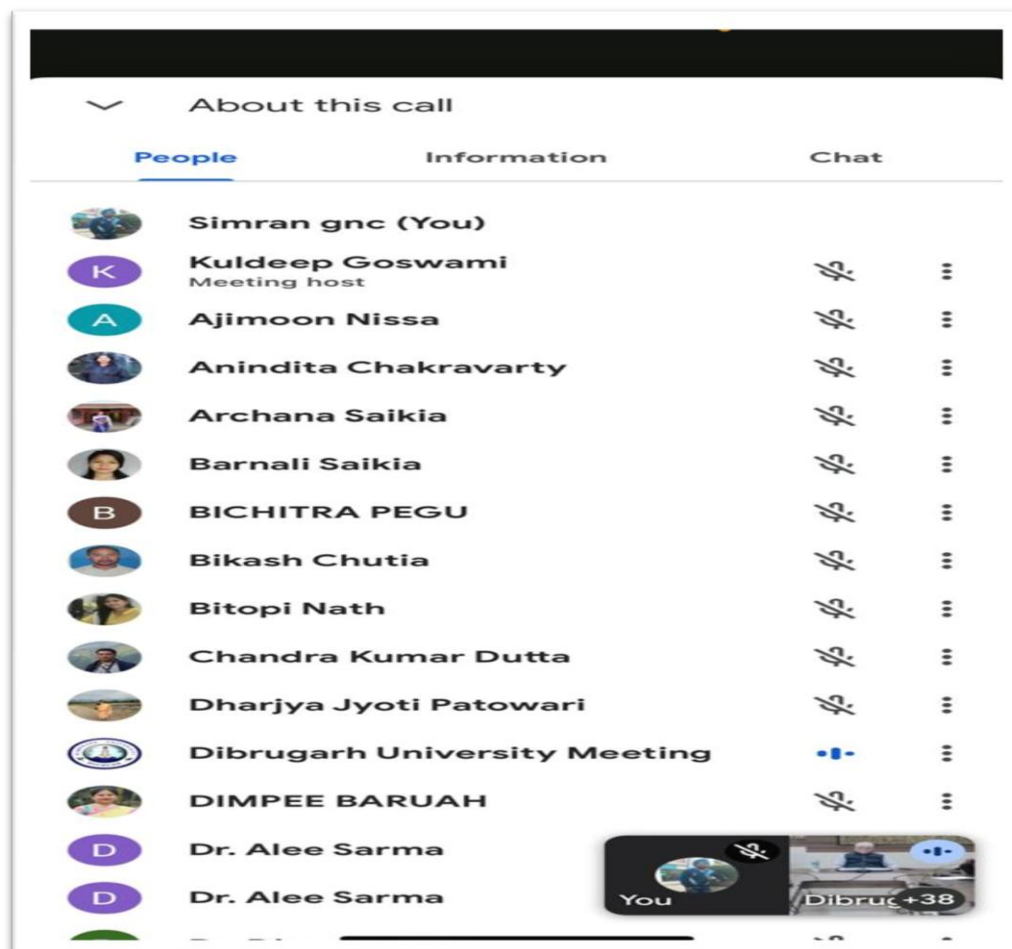 About this call
People Information Chat
Simran gnc (You)
K Kuldeep Goswami
Meeting host
A Ajimoon Nissa
Anindita Chakravarty
Archana Saikia
Barnali Saikia
B BICHITRA PEGU
Bikash Chutia
Bitopi Nath
Chandra Kumar Dutta
Dharjya Jyoti Patowari
Dibrugarh University Meeting
DIMPEE BARUAH
D Dr. Alee Sarma
D Dr. Alee Sarma
You Dibrug +38